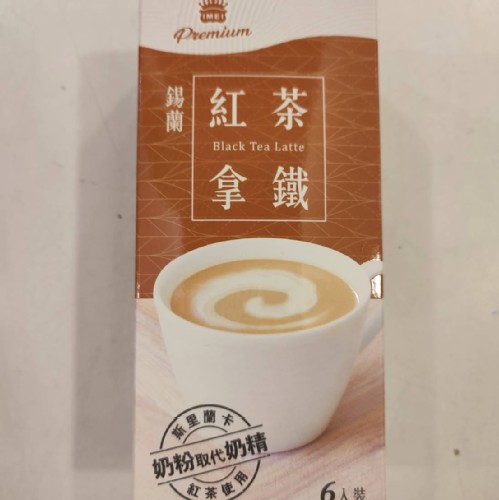 IMEI
Premium
錫蘭
紅茶
Black Tea Latte
拿鐵
斯里蘭卡
奶粉取代奶精
紅茶使用
6入裝